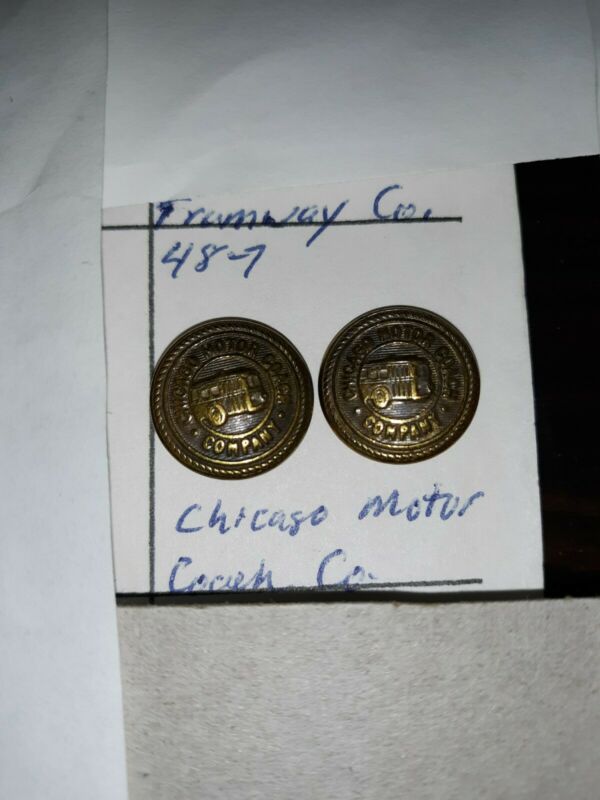 Tramway Co.
48-7
CHICAGO MOTOR COACH
· COMPANY ·
CHICAGO MOTOR COACH
· COMPANY ·
Chicago Motor
Coach Co.